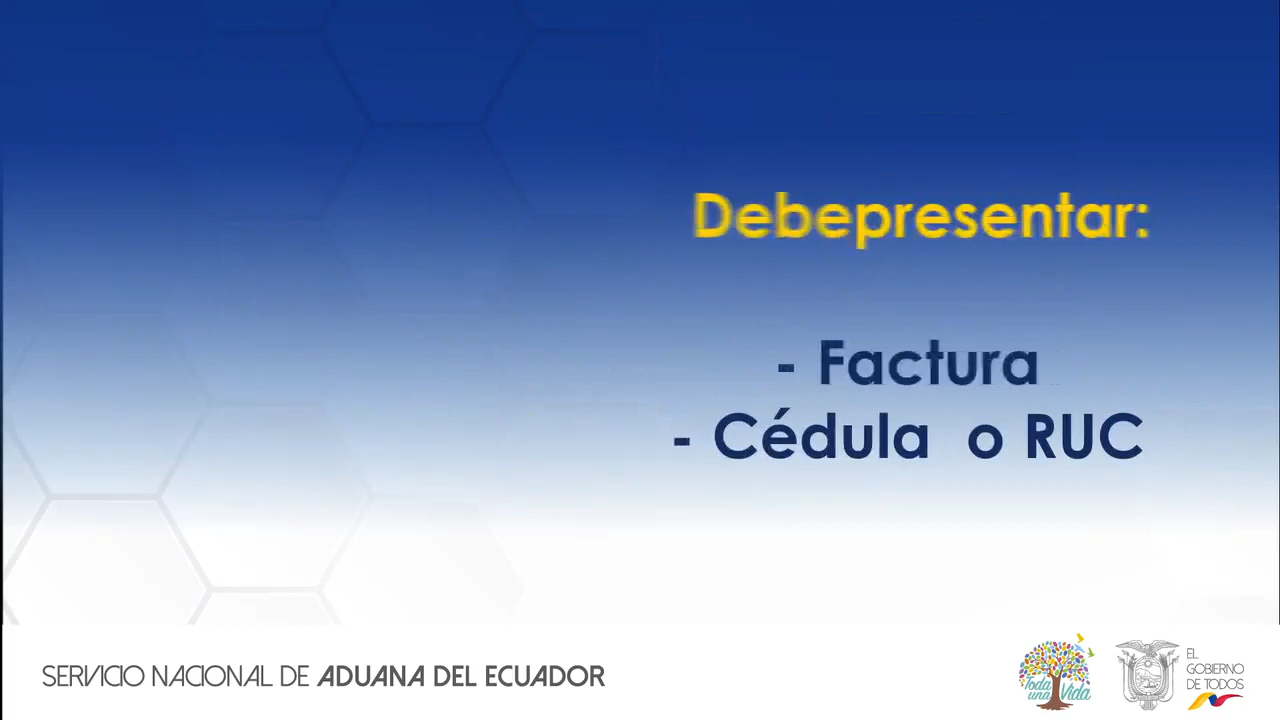 Debepresentar:
- Factura
- Cédula o RUC
SERVICIO NACIONAL DE ADUANA DEL ECUADOR
Toda
una Vida
EL
GOBIERNO
DE TODOS